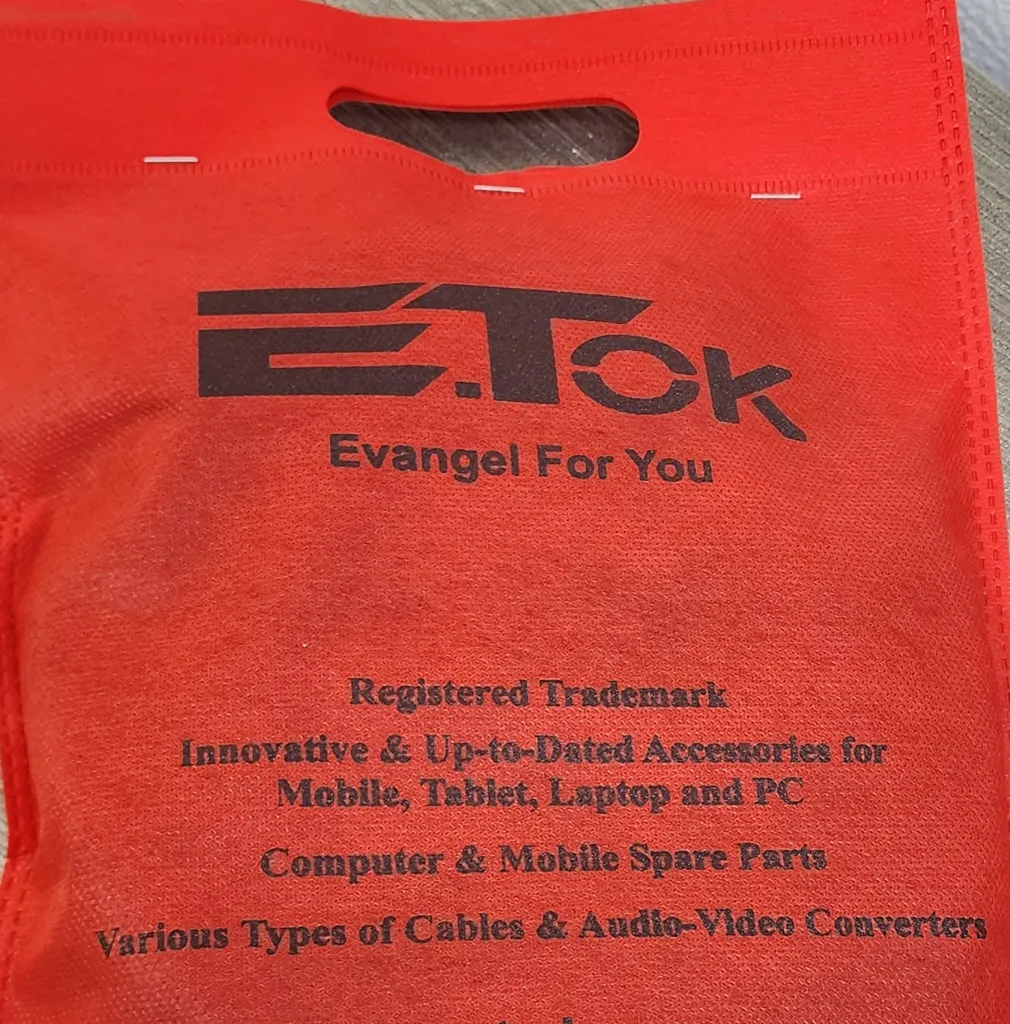 E.TOK
Evangel For You
Registered Trademark
Innovative & Up-to-Dated Accessories for
Mobile, Tablet, Laptop and PC
Computer & Mobile Spare Parts
Various Types of Cables & Audio-Video Converters